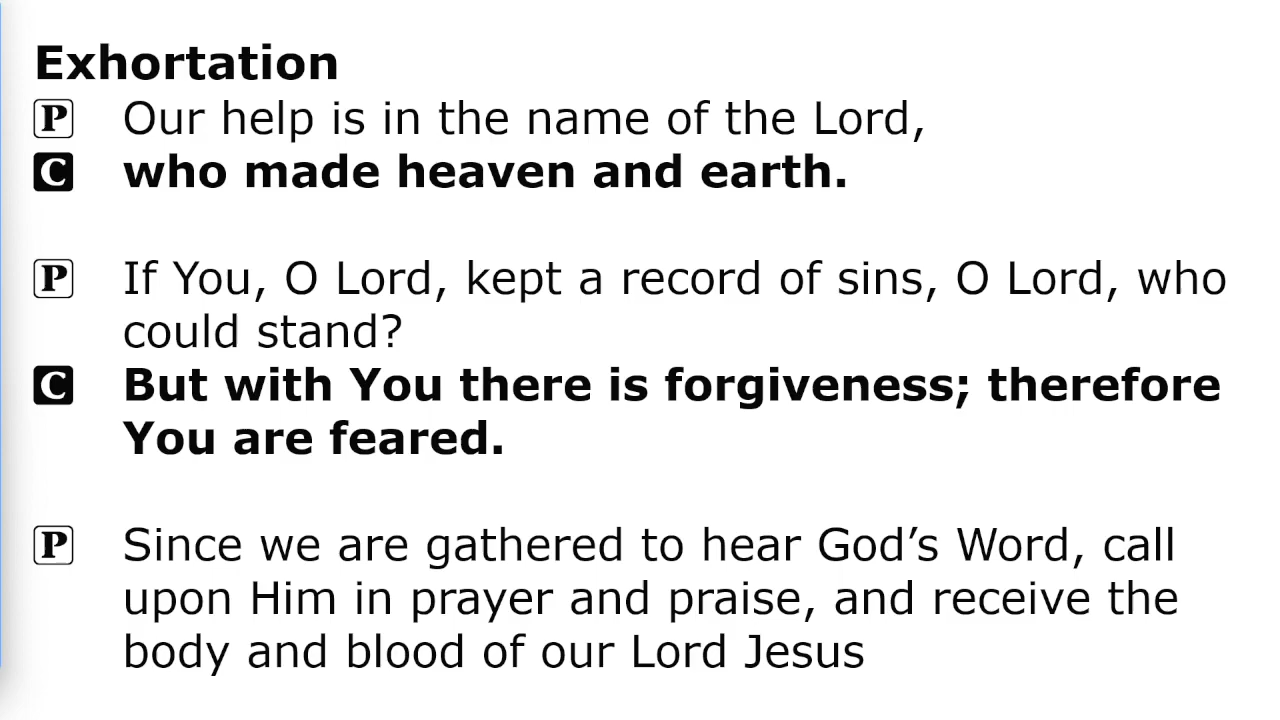 Exhortation
P Our help is in the name of the Lord,
C who made heaven and earth.
P If You, O Lord, kept a record of sins, O Lord, who
could stand?
C But with You there is forgiveness; therefore
You are feared.
P Since we are gathered to hear God’s Word, call
upon Him in prayer and praise, and receive the
body and blood of our Lord Jesus